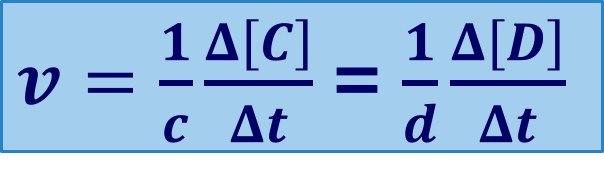 v = 1/c Δ[C]/Δt = 1/d Δ[D]/Δt